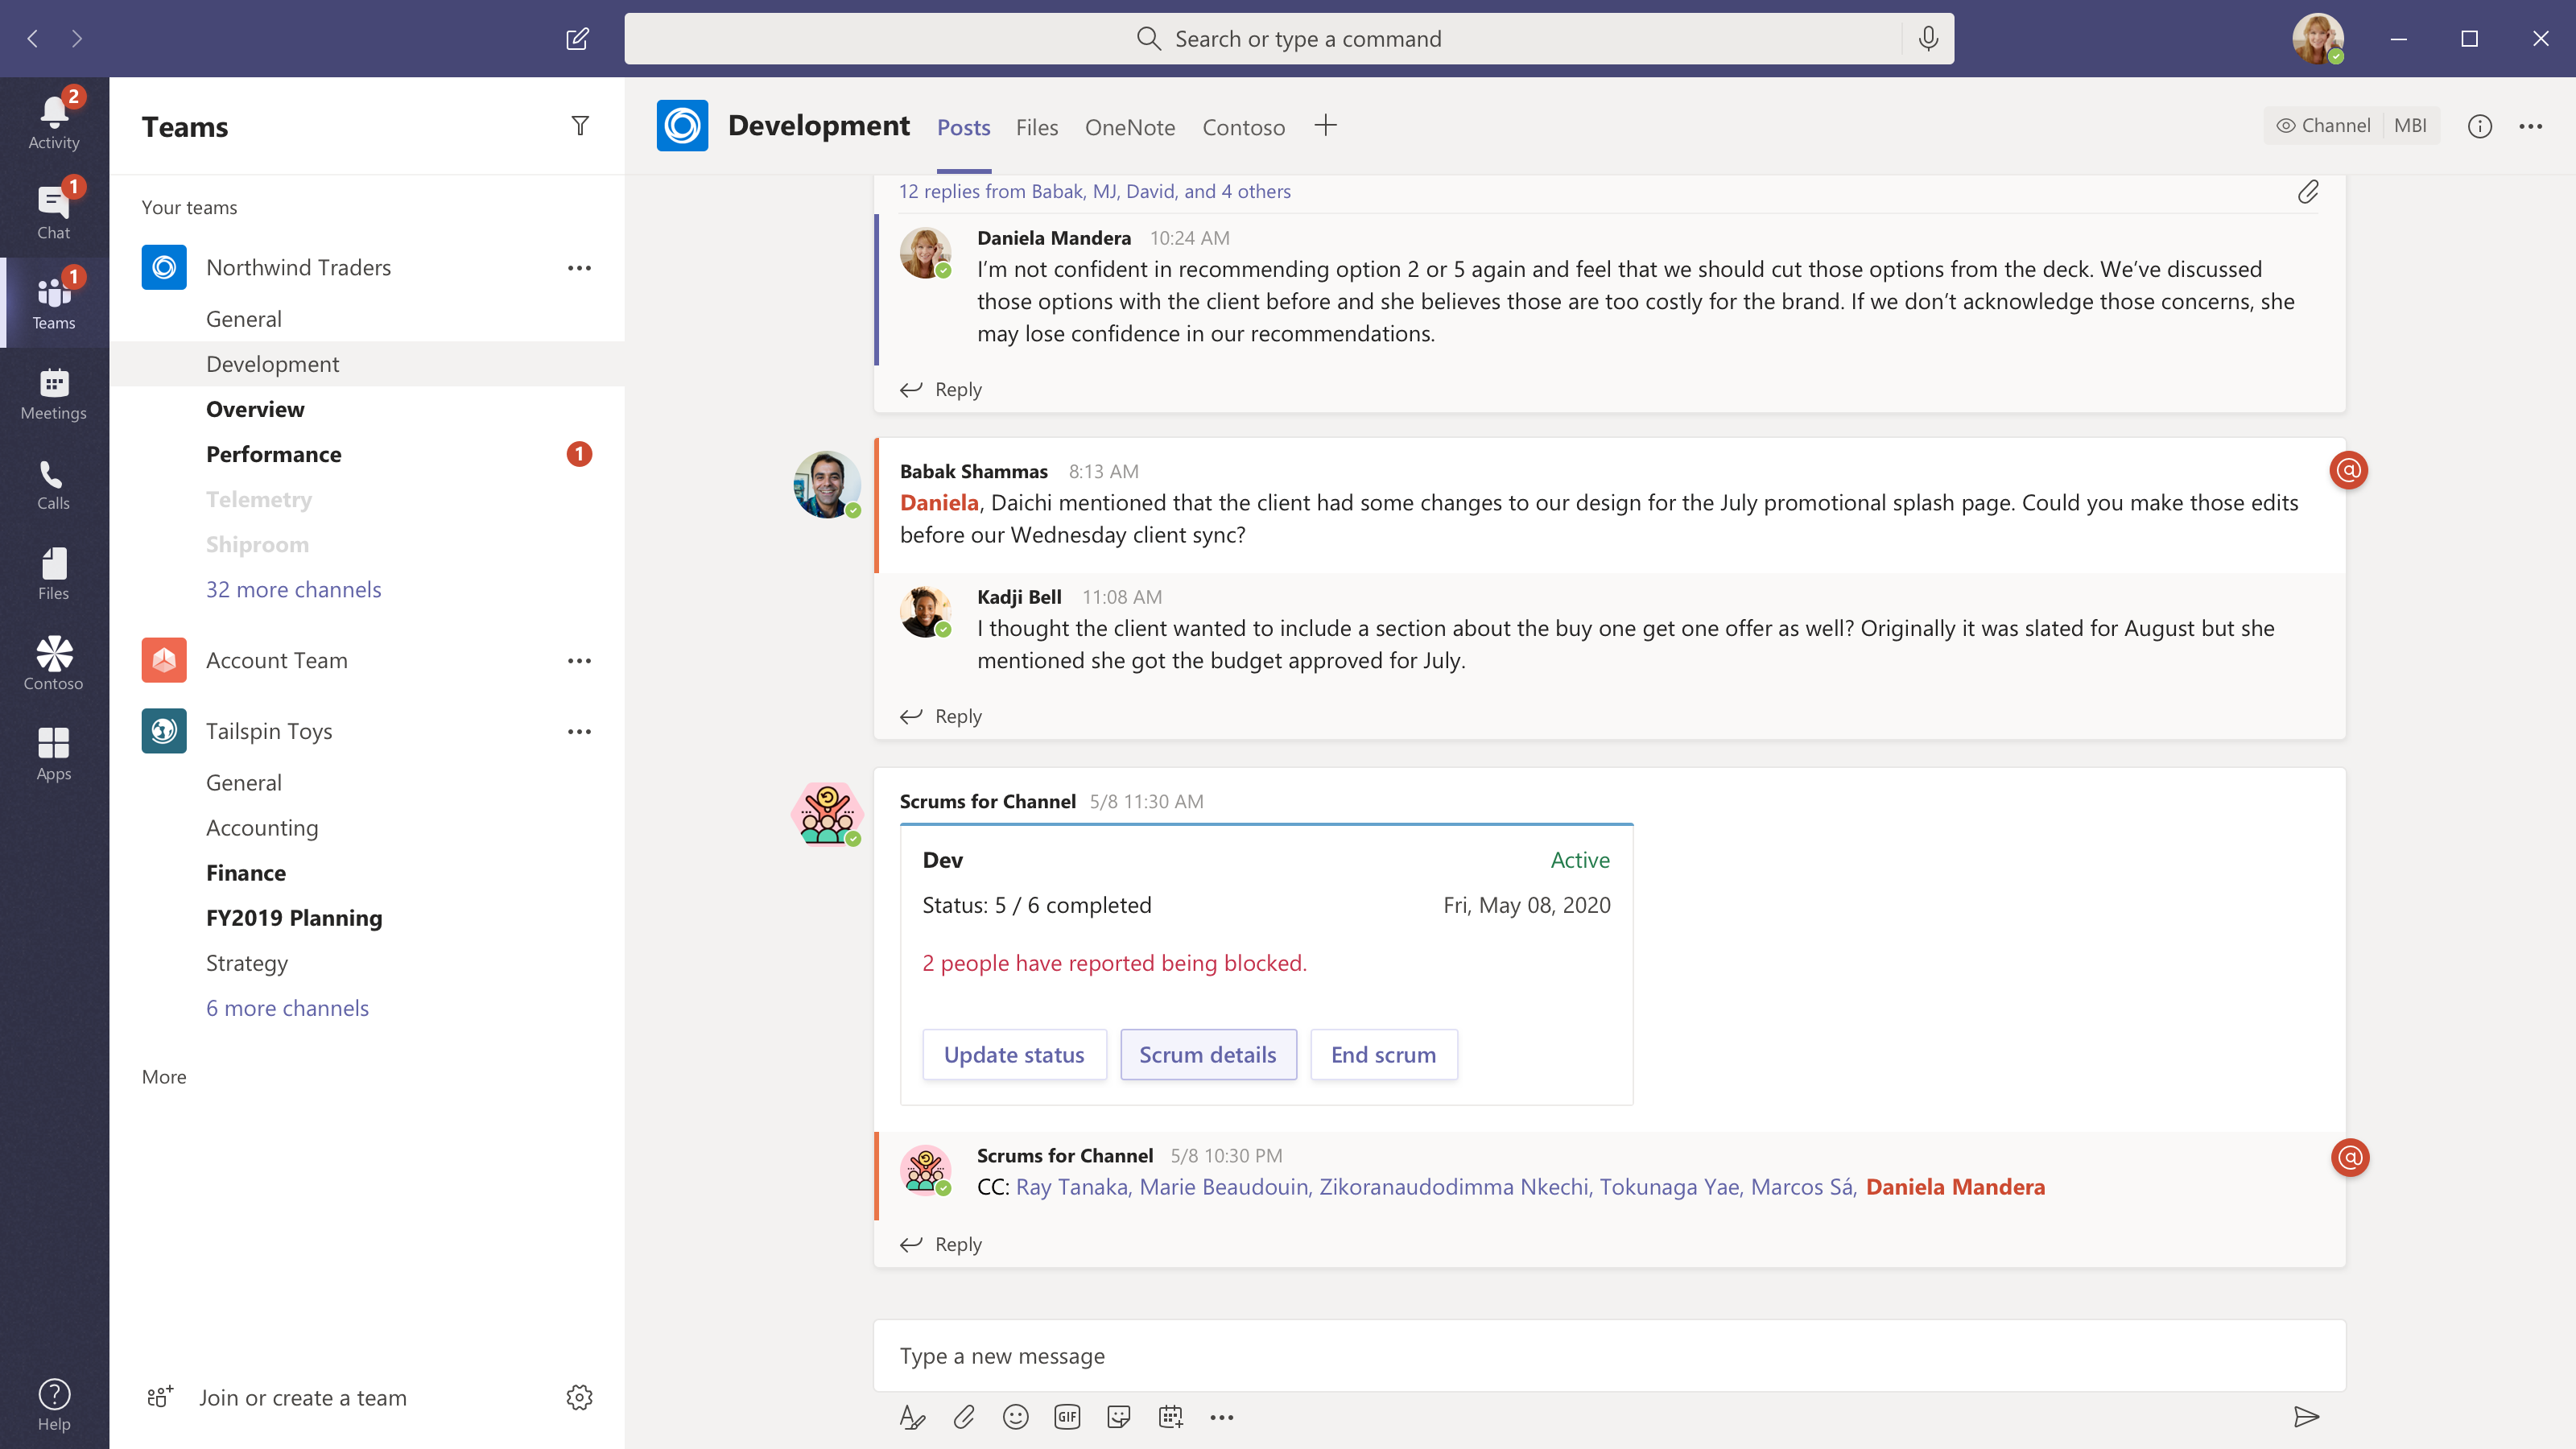 Search or type a command
2
Activity
1
Chat
1
Teams
Meetings
Calls
Files
Contoso
Apps
Help
Teams
Your teams
Northwind Traders
General
Development
Overview
Performance 1
Telemetry
Shiproom
32 more channels
Account Team
Tailspin Toys
General
Accounting
Finance
FY2019 Planning
Strategy
6 more channels
More
Join or create a team
Development Posts Files OneNote Contoso
Channel MBI
12 replies from Babak, MJ, David, and 4 others
Daniela Mandera 10:24 AM
I’m not confident in recommending option 2 or 5 again and feel that we should cut those options from the deck. We’ve discussed
those options with the client before and she believes those are too costly for the brand. If we don’t acknowledge those concerns, she
may lose confidence in our recommendations.
Reply
Babak Shammas 8:13 AM
@
Daniela, Daichi mentioned that the client had some changes to our design for the July promotional splash page. Could you make those edits
before our Wednesday client sync?
Kadji Bell 11:08 AM
I thought the client wanted to include a section about the buy one get one offer as well? Originally it was slated for August but she
mentioned she got the budget approved for July.
Reply
Scrums for Channel 5/8 11:30 AM
Dev Active
Status: 5 / 6 completed Fri, May 08, 2020
2 people have reported being blocked.
Update status Scrum details End scrum
Scrums for Channel 5/8 10:30 PM
@
CC: Ray Tanaka, Marie Beaudouin, Zikoranaudodimma Nkechi, Tokunaga Yae, Marcos Sá, Daniela Mandera
Reply
Type a new message
GIF